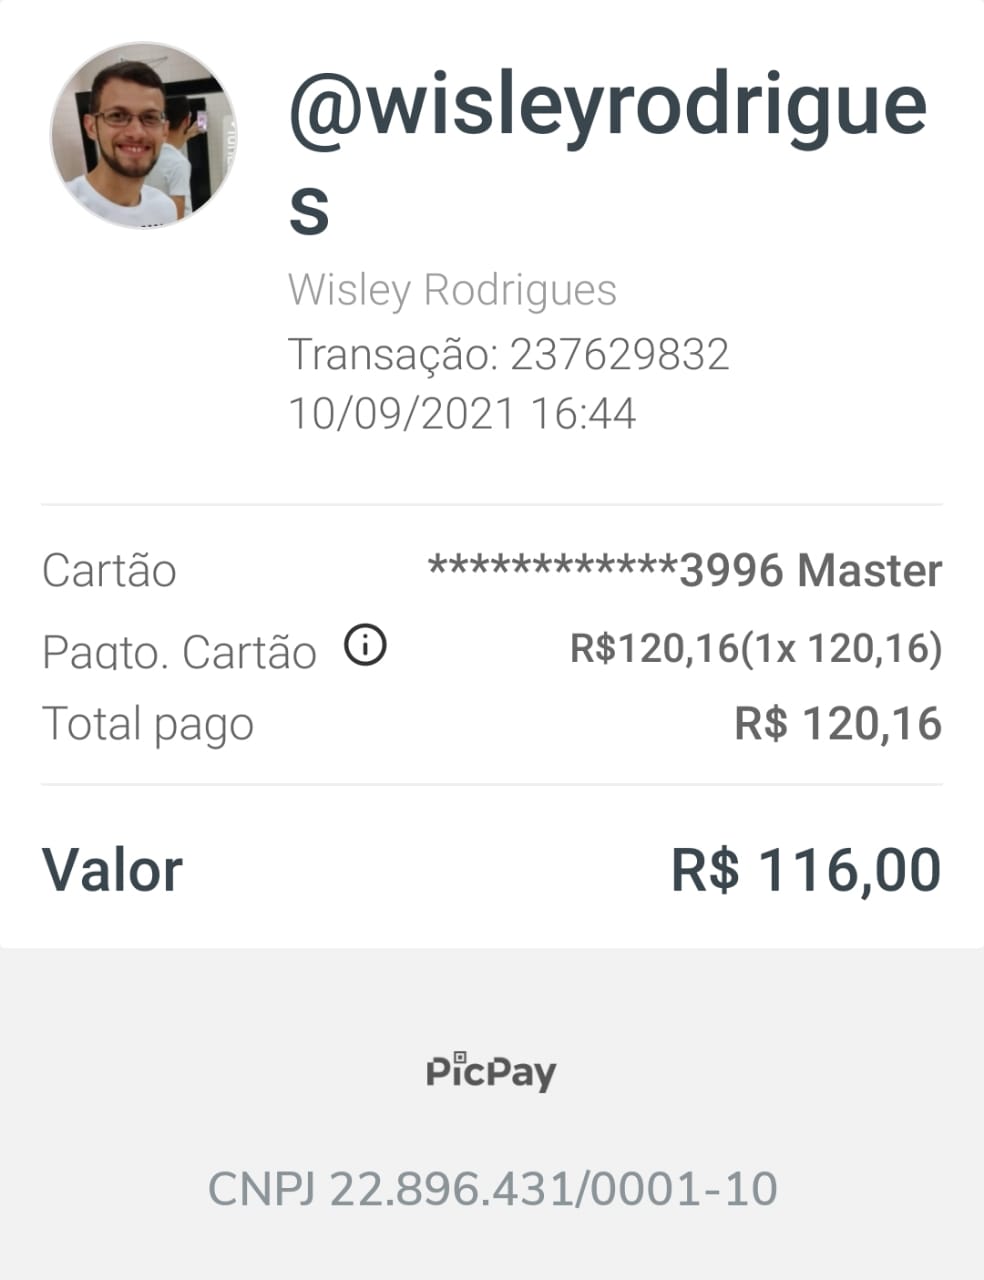 @wisleyrodrigue
s
Wisley Rodrigues
Transação: 237629832
10/09/2021 16:44
Cartão ************3996 Master
Pagto. Cartão R$120,16(1x 120,16)
Total pago R$ 120,16
Valor R$ 116,00
PicPay
CNPJ 22.896.431/0001-10